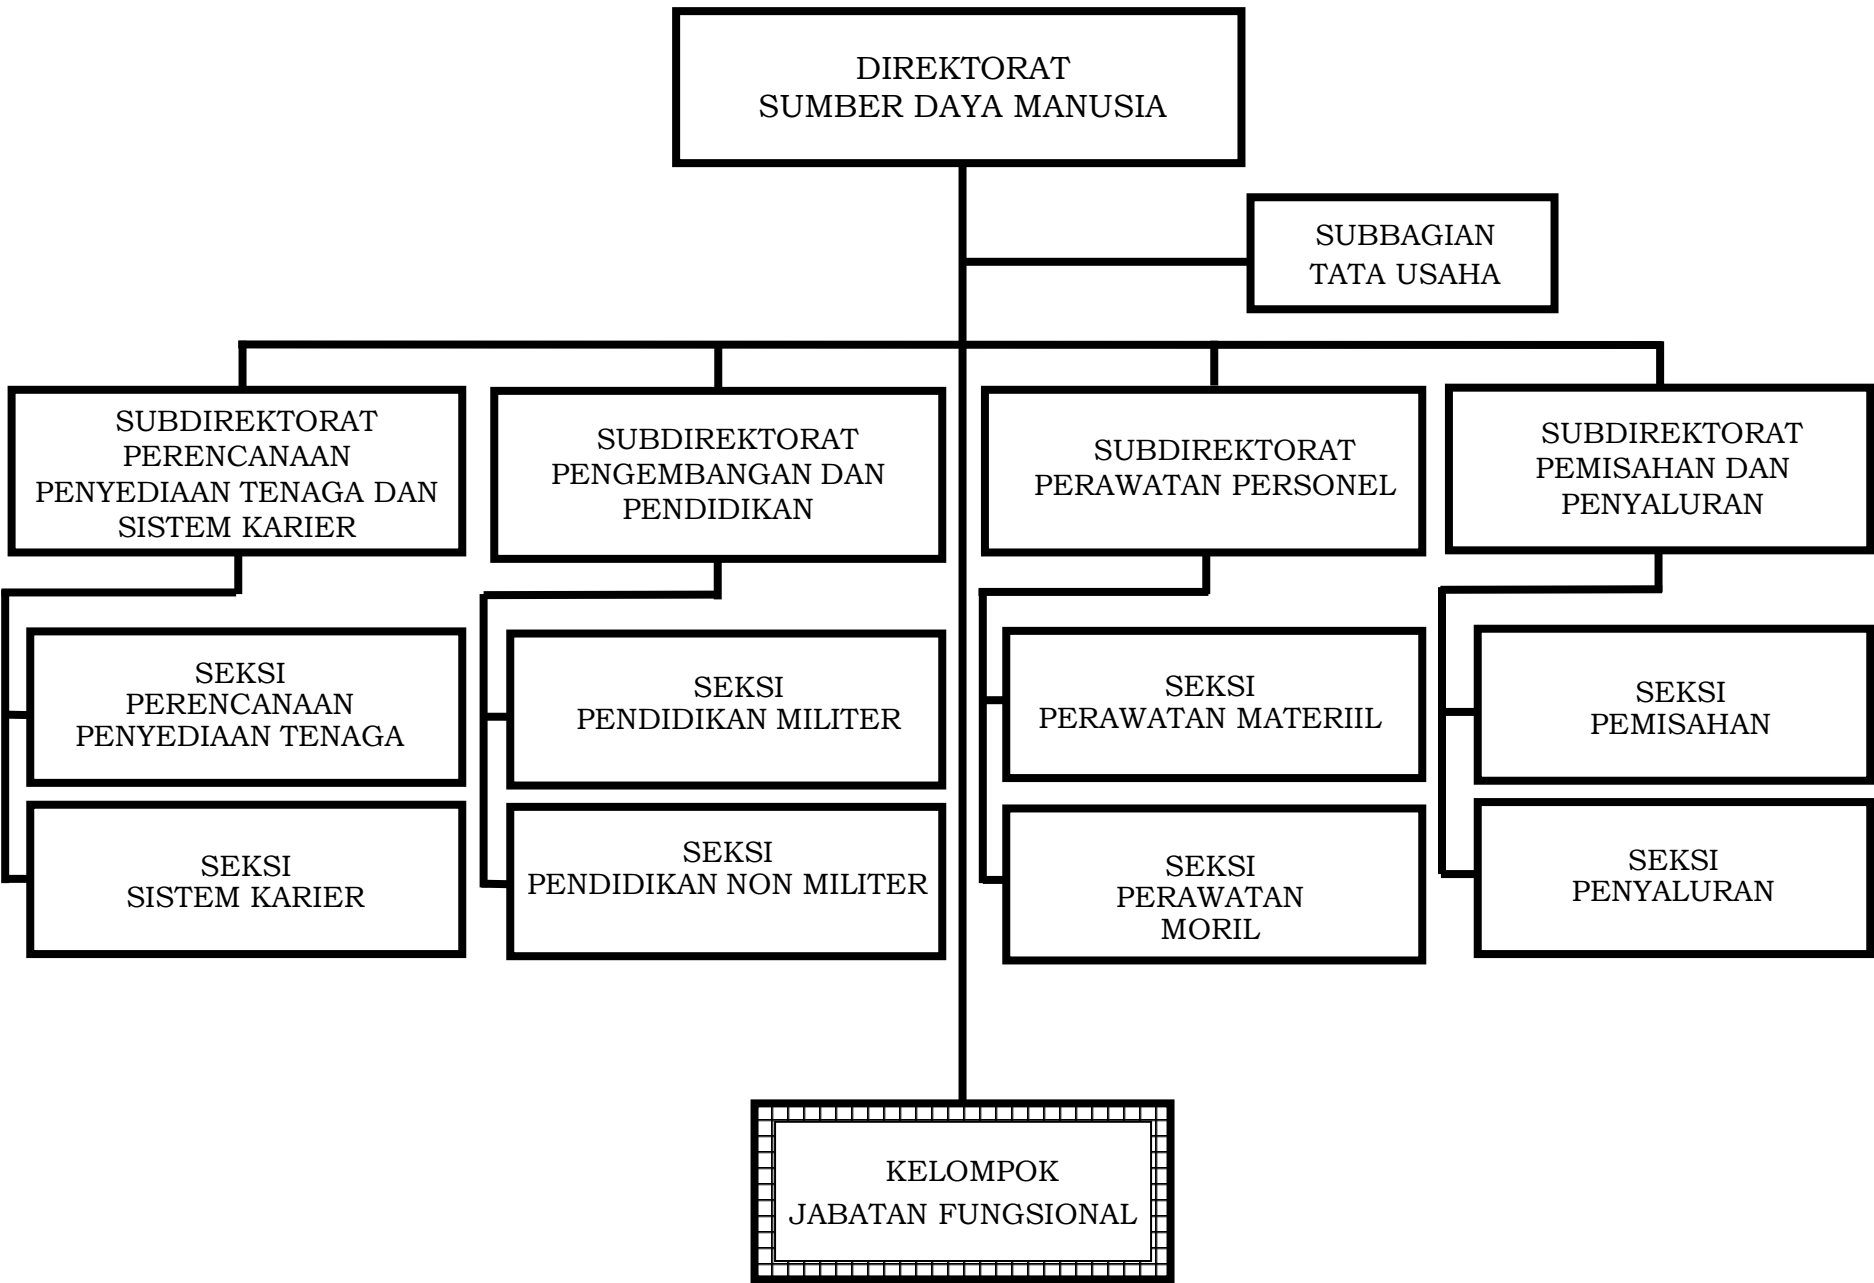 DIREKTORAT
SUMBER DAYA MANUSIA
SUBBAGIAN
TATA USAHA
SUBDIREKTORAT
PERENCANAAN
PENYEDIAAN TENAGA DAN
SISTEM KARIER
SUBDIREKTORAT
PENGEMBANGAN DAN
PENDIDIKAN
SUBDIREKTORAT
PERAWATAN PERSONEL
SUBDIREKTORAT
PEMISAHAN DAN
PENYALURAN
SEKSI
PERENCANAAN
PENYEDIAAN TENAGA
SEKSI
PENDIDIKAN MILITER
SEKSI
PERAWATAN MATERIIL
SEKSI
PEMISAHAN
SEKSI
SISTEM KARIER
SEKSI
PENDIDIKAN NON MILITER
SEKSI
PERAWATAN
MORIL
SEKSI
PENYALURAN
KELOMPOK
JABATAN FUNGSIONAL